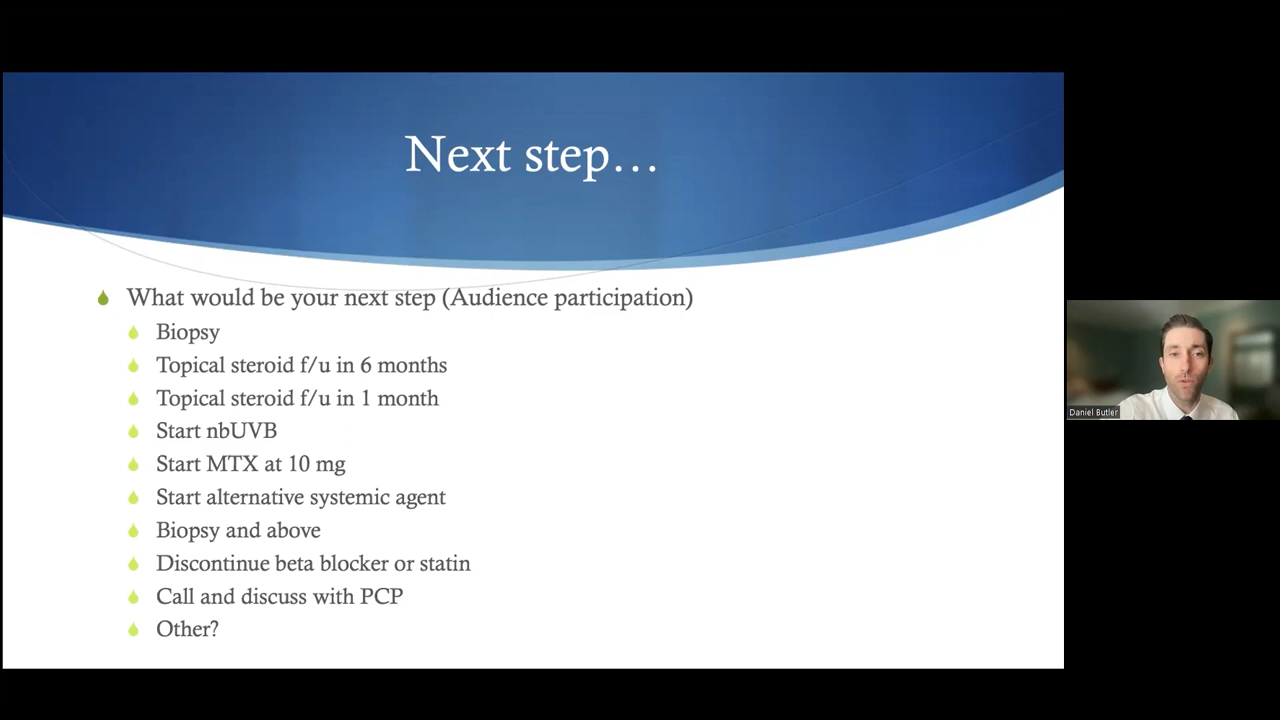 Next step...
What would be your next step (Audience participation)
Biopsy
Topical steroid f/u in 6 months
Topical steroid f/u in 1 month
Start nbUVB
Start MTX at 10 mg
Start alternative systemic agent
Biopsy and above
Discontinue beta blocker or statin
Call and discuss with PCP
Other?
Daniel Butler